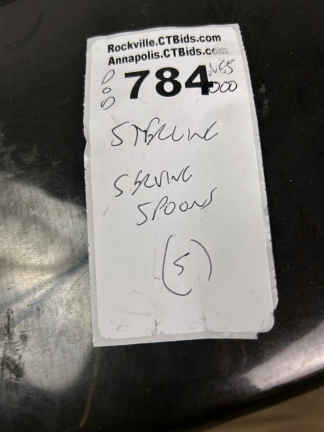 Rockville.CTBids.com
Annapolis.CTBids.com
784
STERLING
SERVING
SPOONS
(5)